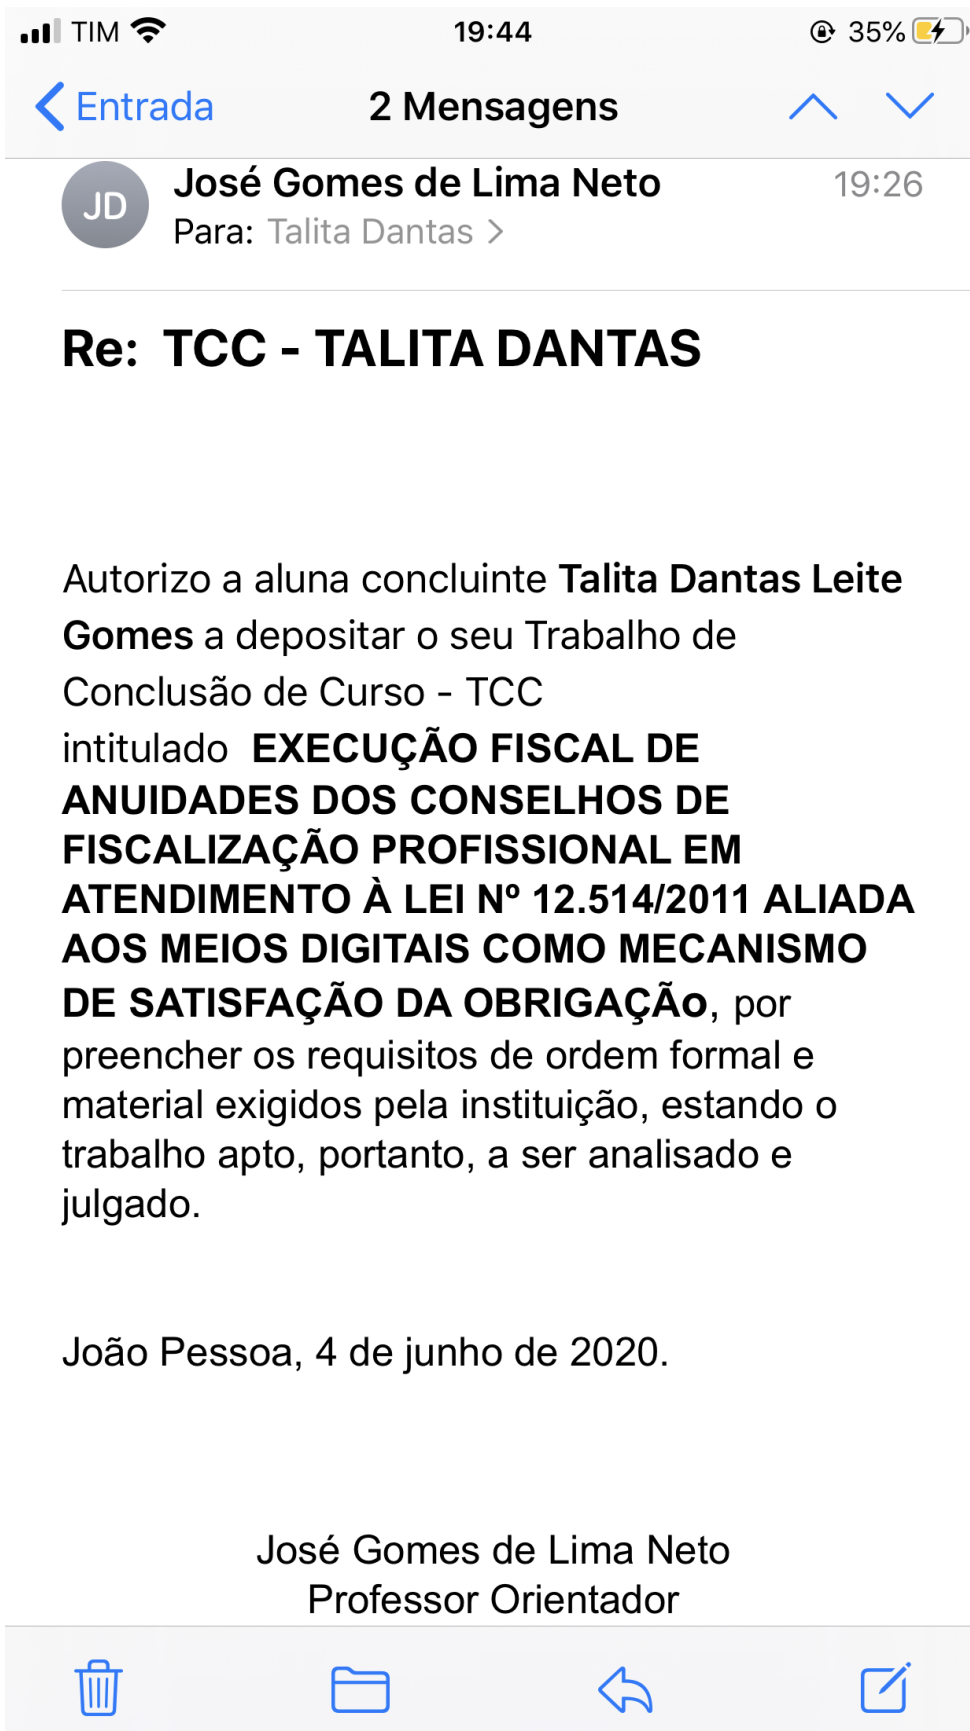 TIM 19:44 35%
Entrada 2 Mensagens
JD José Gomes de Lima Neto 19:26
Para: Talita Dantas
Re: TCC - TALITA DANTAS
Autorizo a aluna concluinte Talita Dantas Leite
Gomes a depositar o seu Trabalho de
Conclusão de Curso - TCC
intitulado EXECUÇÃO FISCAL DE
ANUIDADES DOS CONSELHOS DE
FISCALIZAÇÃO PROFISSIONAL EM
ATENDIMENTO À LEI Nº 12.514/2011 ALIADA
AOS MEIOS DIGITAIS COMO MECANISMO
DE SATISFAÇÃO DA OBRIGAÇÃo, por
preencher os requisitos de ordem formal e
material exigidos pela instituição, estando o
trabalho apto, portanto, a ser analisado e
julgado.
João Pessoa, 4 de junho de 2020.
José Gomes de Lima Neto
Professor Orientador